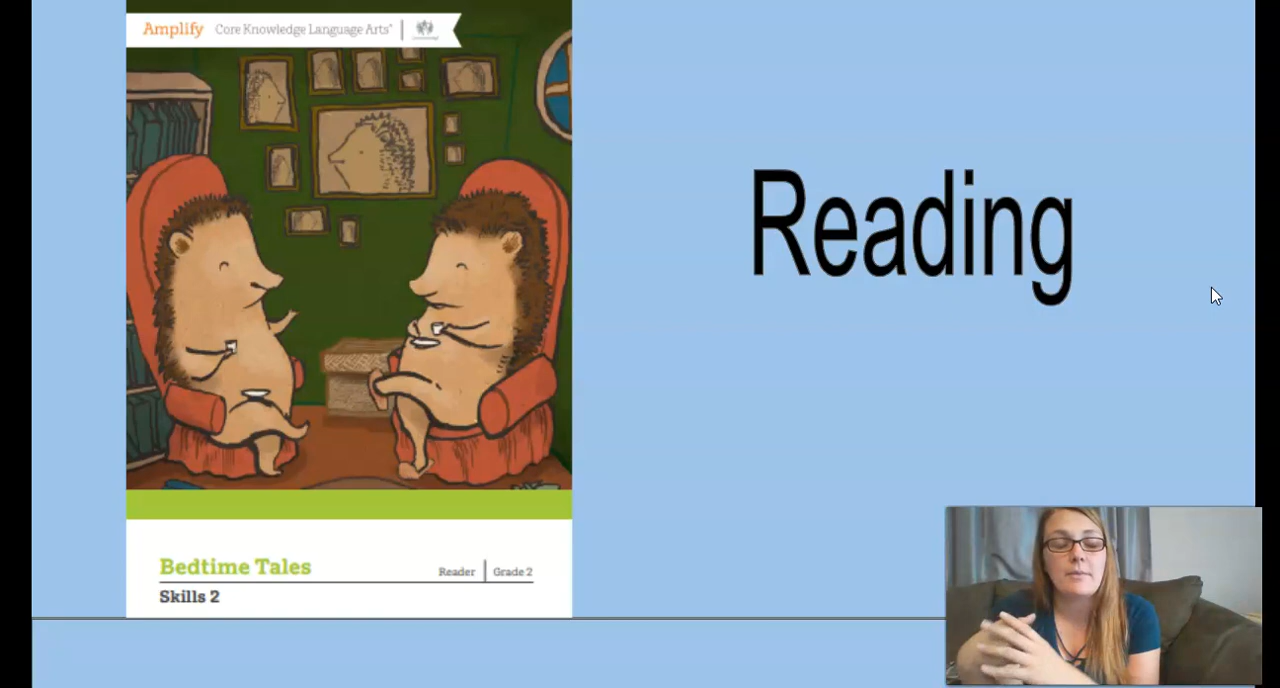 Amplify Core Knowledge Language Arts®
Reading
Bedtime Tales
Reader Grade 2
Skills 2